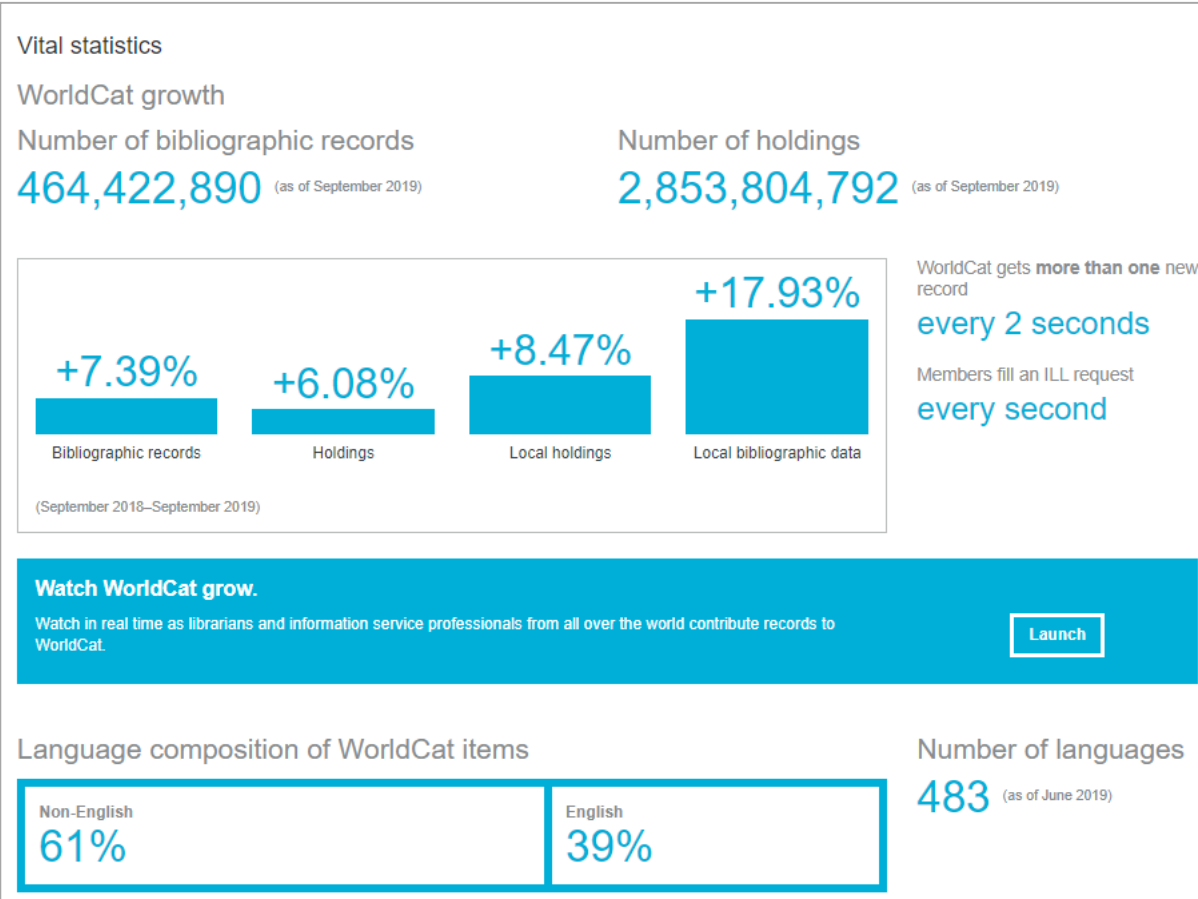 Vital statistics
WorldCat growth
Number of bibliographic records
464,422,890 (as of September 2019)
Number of holdings
2,853,804,792 (as of September 2019)
+7.39%
Bibliographic records
+6.08%
Holdings
+8.47%
Local holdings
+17.93%
Local bibliographic data
(September 2018–September 2019)
WorldCat gets more than one new
record
every 2 seconds
Members fill an ILL request
every second
Watch WorldCat grow.
Watch in real time as librarians and information service professionals from all over the world contribute records to
WorldCat.
Launch
Language composition of WorldCat items
Non-English
61%
English
39%
Number of languages
483 (as of June 2019)